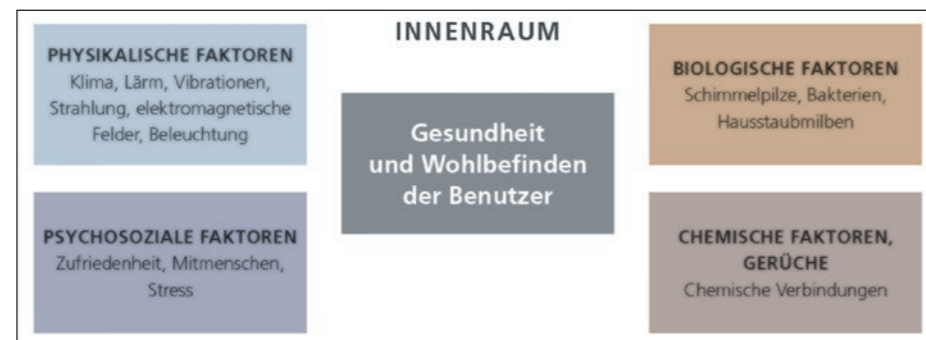 INNENRAUM
PHYSIKALISCHE FAKTOREN
Klima, Lärm, Vibrationen,
Strahlung, elektromagnetische
Felder, Beleuchtung
BIOLOGISCHE FAKTOREN
Schimmelpilze, Bakterien,
Hausstaubmilben
Gesundheit
und Wohlbefinden
der Benutzer
PSYCHOSOZIALE FAKTOREN
Zufriedenheit, Mitmenschen,
Stress
CHEMISCHE FAKTOREN,
GERÜCHE
Chemische Verbindungen